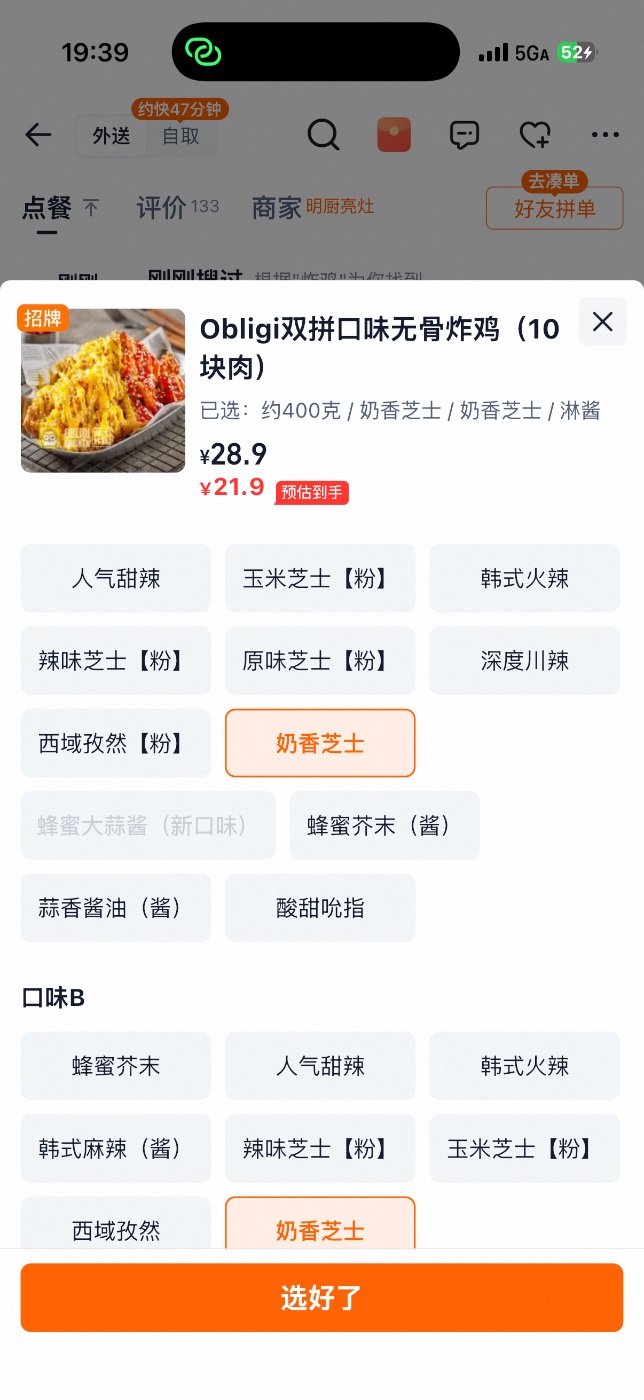 19:39
5GA 52
约快47分钟
外送 自取
点餐 评价133 商家 明厨亮灶
去凑单
好友拼单
刚刚搜过 根据"炸鸡"为你找到
招牌
Obligi双拼口味无骨炸鸡（10
块肉）
已选：约400克 / 奶香芝士 / 奶香芝士 / 淋酱
¥28.9
¥21.9 预估到手
人气甜辣 玉米芝士【粉】 韩式火辣
辣味芝士【粉】 原味芝士【粉】 深度川辣
西域孜然【粉】 奶香芝士
蜂蜜大蒜酱（新口味） 蜂蜜芥末（酱）
蒜香酱油（酱） 酸甜吮指
口味B
蜂蜜芥末 人气甜辣 韩式火辣
韩式麻辣（酱） 辣味芝士【粉】 玉米芝士【粉】
西域孜然 奶香芝士
选好了